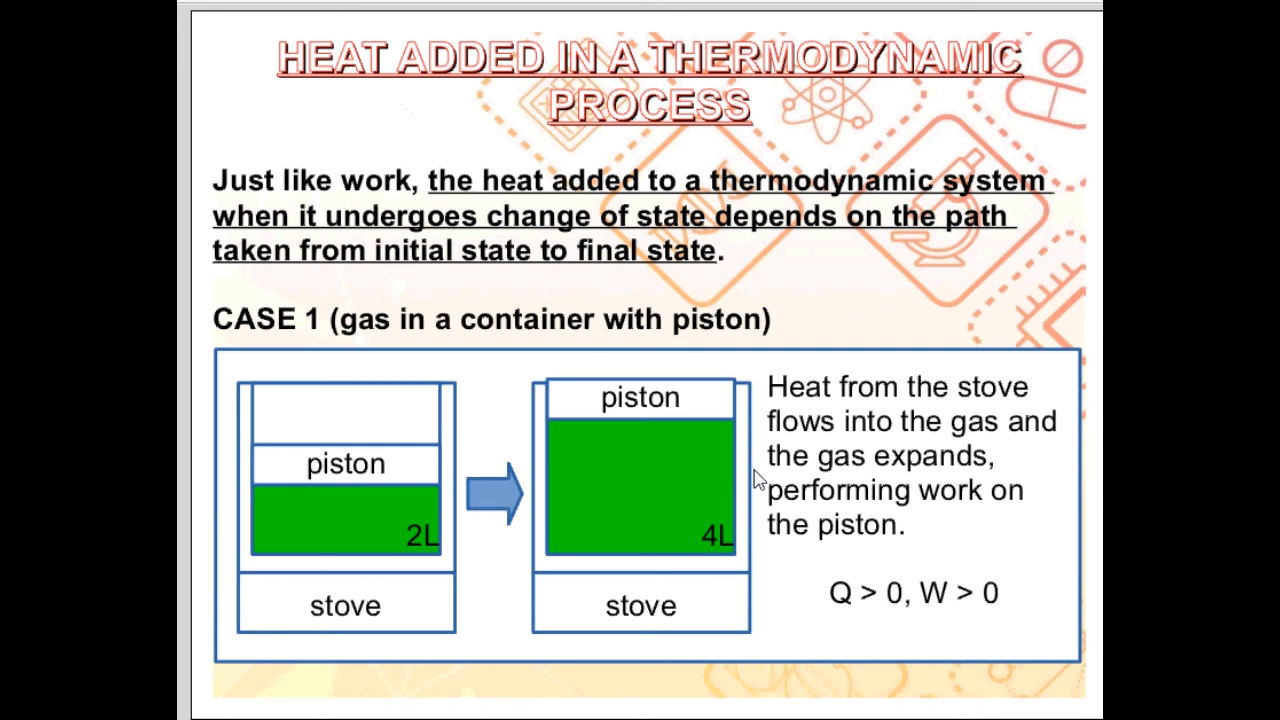 HEAT ADDED IN A THERMODYNAMIC
PROCESS
Just like work, the heat added to a thermodynamic system
when it undergoes change of state depends on the path
taken from initial state to final state.
CASE 1 (gas in a container with piston)
piston
2L
stove
piston
4L
stove
Heat from the stove
flows into the gas and
the gas expands,
performing work on
the piston.
Q > 0, W > 0